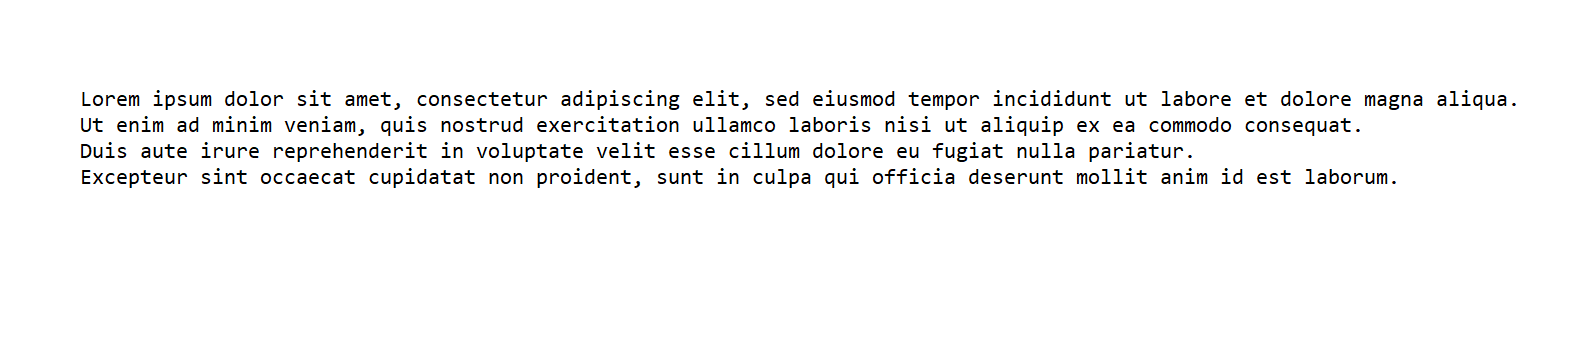 Lorem ipsum dolor sit amet, consectetur adipiscing elit, sed eiusmod tempor incididunt ut labore et dolore magna aliqua.
Ut enim ad minim veniam, quis nostrud exercitation ullamco laboris nisi ut aliquip ex ea commodo consequat.
Duis aute irure reprehenderit in voluptate velit esse cillum dolore eu fugiat nulla pariatur.
Excepteur sint occaecat cupidatat non proident, sunt in culpa qui officia deserunt mollit anim id est laborum.